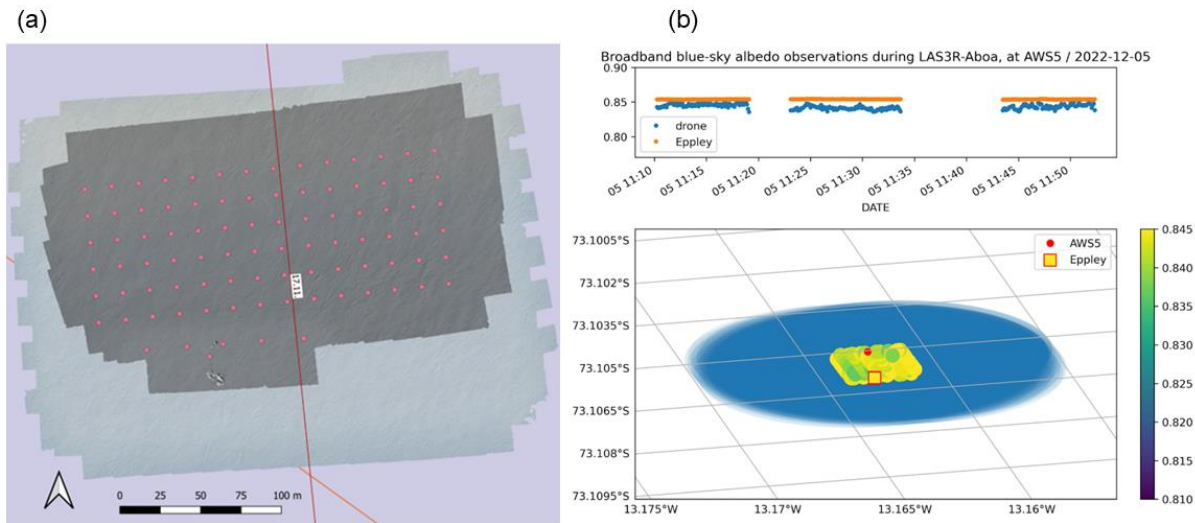 (a)
(b)
17.11.
0 25 50 75 100 m
Broadband blue-sky albedo observations during LAS3R-Aboa, at AWS5 / 2022-12-05
0.90
0.85
0.80
drone
Eppley
05 11:10
05 11:15
05 11:20
05 11:25
05 11:30
05 11:35
05 11:40
05 11:45
05 11:50
DATE
73.1005°S
73.102°S
73.1035°S
73.105°S
73.1065°S
73.108°S
73.1095°S
13.175°W
13.17°W
13.165°W
13.16°W
AWS5
Eppley
0.845
0.840
0.835
0.830
0.825
0.820
0.815
0.810